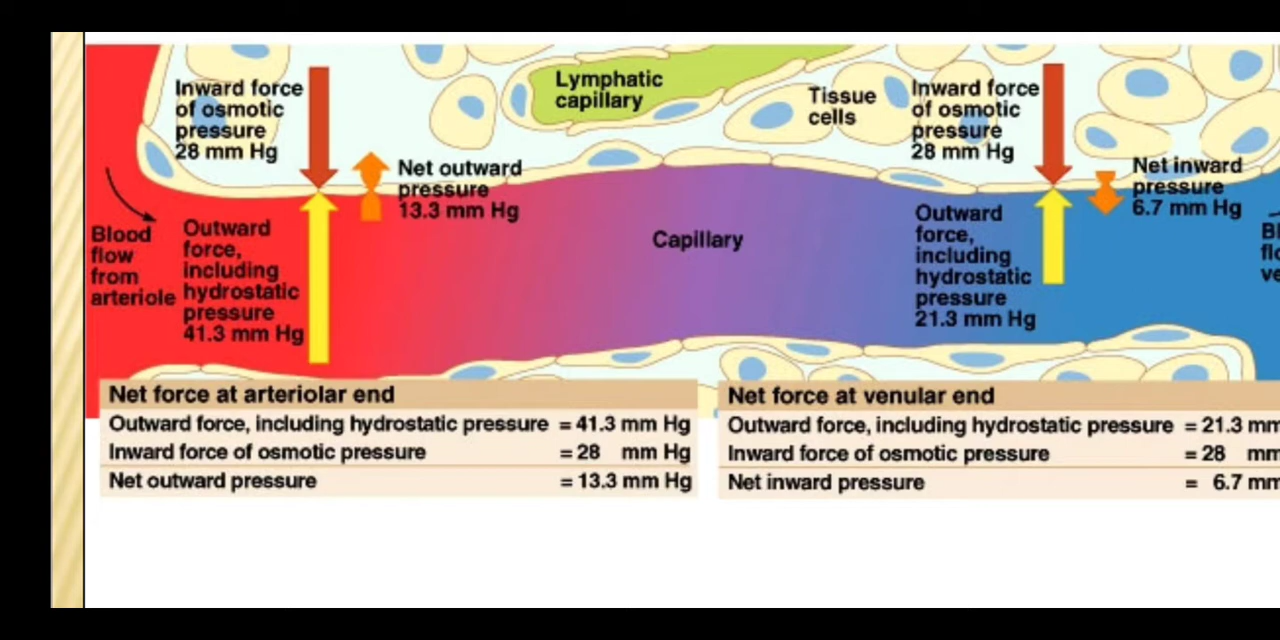 Inward force
of osmotic
pressure
28 mm Hg
Lymphatic
capillary
Tissue
cells
Inward force
of osmotic
pressure
28 mm Hg
Net outward
pressure
13.3 mm Hg
Net inward
pressure
6.7 mm Hg
Blood
flow
from
arteriole
Outward
force,
including
hydrostatic
pressure
41.3 mm Hg
Capillary
Outward
force,
including
hydrostatic
pressure
21.3 mm Hg
Net force at arteriolar end
Outward force, including hydrostatic pressure = 41.3 mm Hg
Inward force of osmotic pressure = 28 mm Hg
Net outward pressure = 13.3 mm Hg
Net force at venular end
Outward force, including hydrostatic pressure = 21.3 mm
Inward force of osmotic pressure = 28 mm
Net inward pressure = 6.7 mm